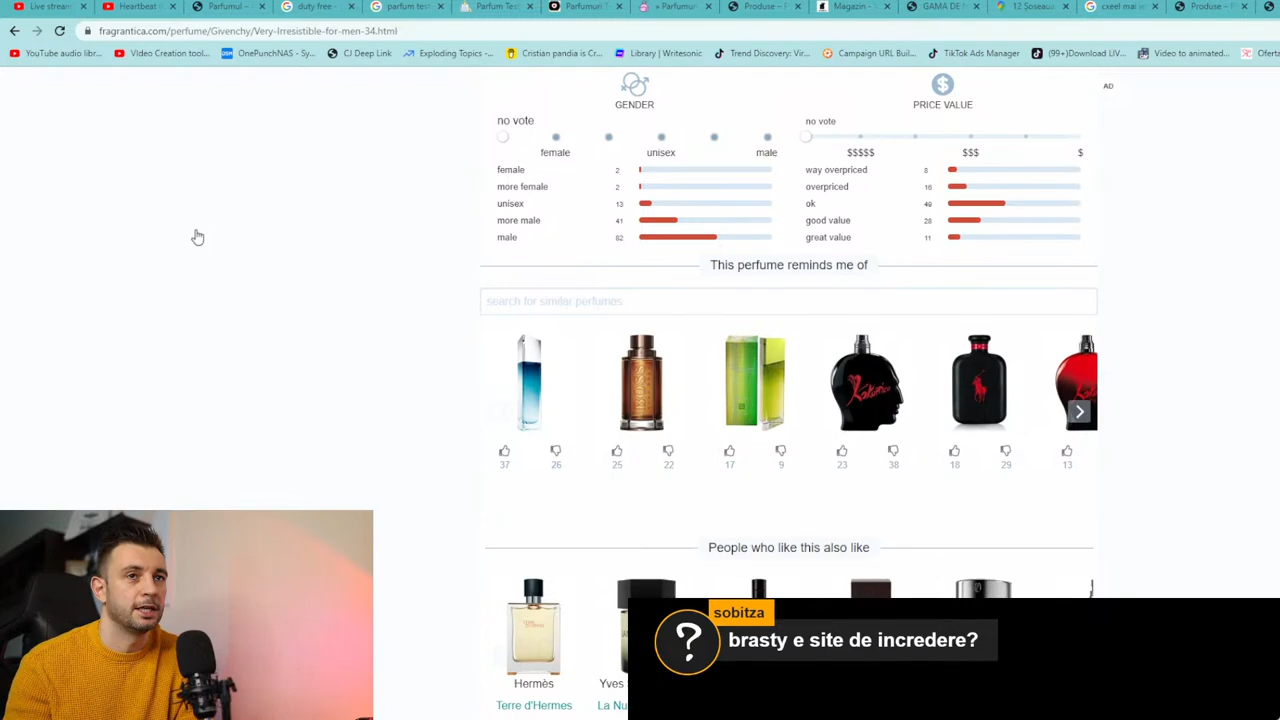 Live stream
Heartbeat
Parfumul –
duty free
parfum test
Parfum Test
Parfumuri T
» Parfumuri
Produse – F
Magazin - V
GAMA DE
12 Șoseau
cxeel mai
Produse – F
fragrantica.com/perfume/Givenchy/Very-Irresistible-for-men-34.html
YouTube audio libr...
VIdeo Creation tool...
OnePunchNAS - Sy...
CJ Deep Link
Exploding Topics -...
Cristian pandia is Cr...
Library | Writesonic
Trend Discovery: Vir...
Campaign URL Buil...
TikTok Ads Manager
(99+)Download LIV...
Video to animated...
Oferta
AD
GENDER
PRICE VALUE
no vote
no vote
female unisex male
$$$$$ $$$ $
female 2
way overpriced 8
more female 2
overpriced 16
unisex 13
ok 49
more male 41
good value 28
male 82
great value 11
This perfume reminds me of
search for similar perfumes
BOSS
37 26 25 22 17 9 23 38 18 29 13
People who like this also like
Hermès Yves
Terre d'Hermes La Nu
sobitza
?
brasty e site de incredere?